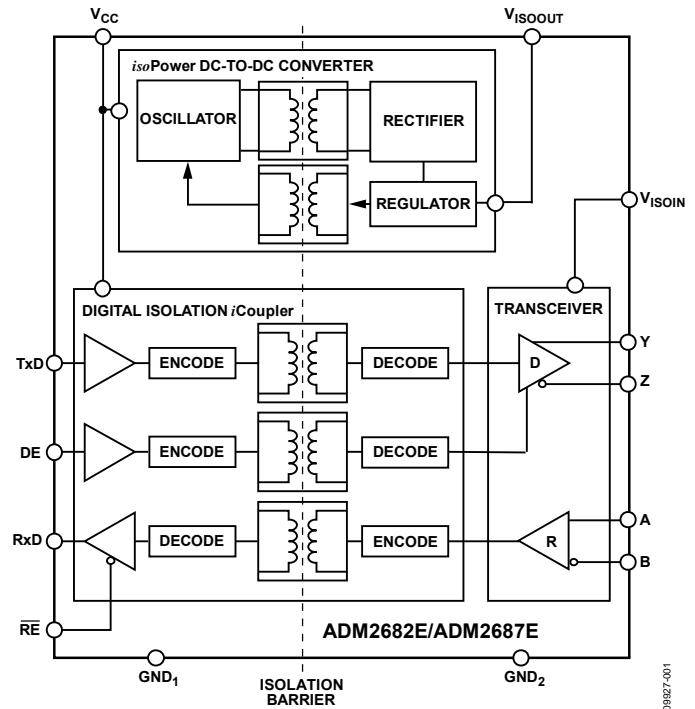 VCC
VISOOUT
isoPower DC-TO-DC CONVERTER
OSCILLATOR
RECTIFIER
REGULATOR
VISOIN
DIGITAL ISOLATION iCoupler
TRANSCEIVER
TxD
ENCODE
DECODE
D
Y
Z
DE
ENCODE
DECODE
RxD
DECODE
ENCODE
R
A
B
RE
ADM2682E/ADM2687E
GND1
ISOLATION
BARRIER
GND2
09927-001